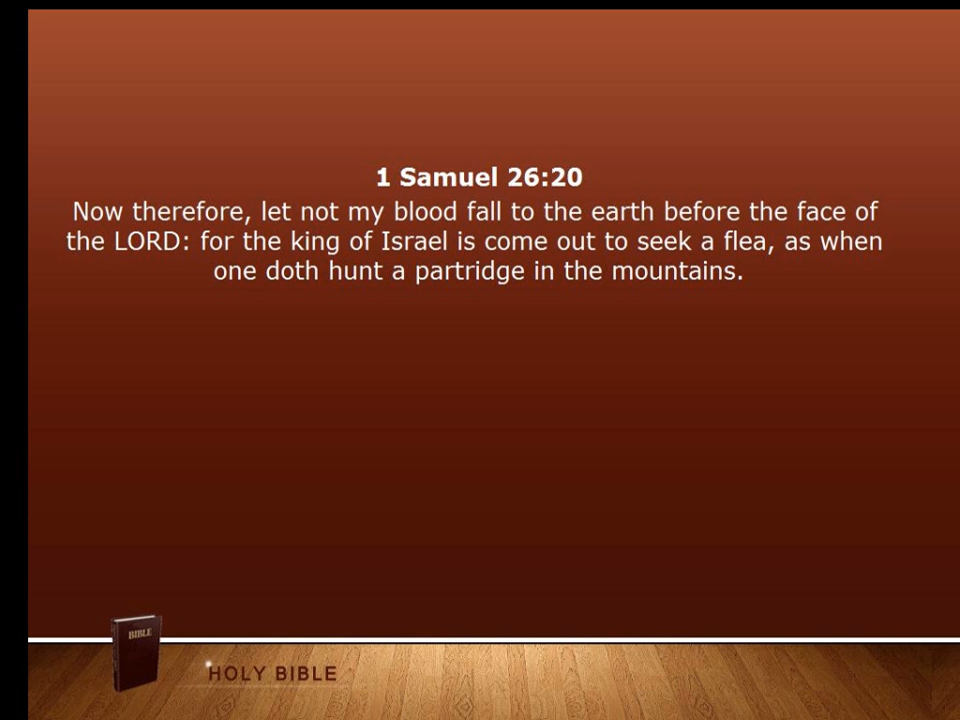 1 Samuel 26:20
Now therefore, let not my blood fall to the earth before the face of
the LORD: for the king of Israel is come out to seek a flea, as when
one doth hunt a partridge in the mountains.
BIBLE
HOLY BIBLE